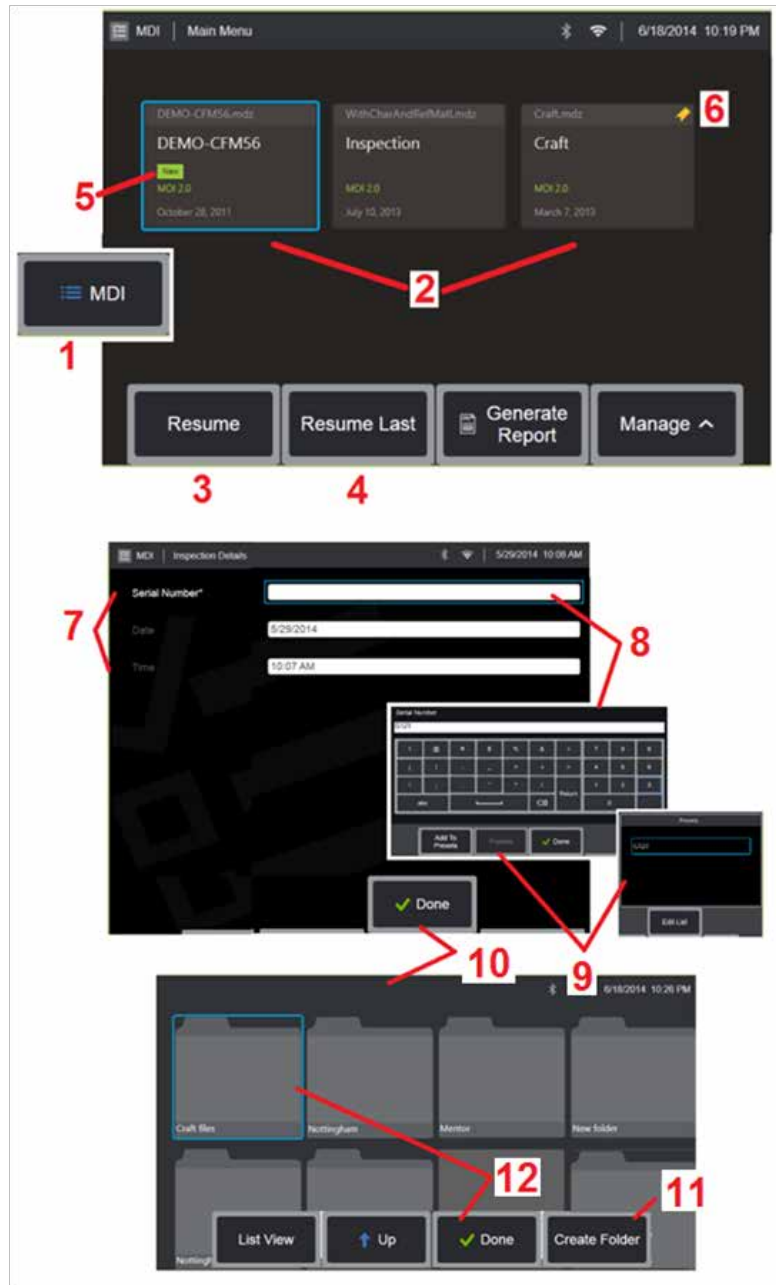 MDI | Main Menu
6/18/2014 10:19 PM
DEMO-CFM56.mdz
DEMO-CFM56
New
MDI 2.0
October 28, 2011
WithCharAndRefMatl.mdz
Inspection
MDI 2.0
July 10, 2013
Craft.mdz
Craft
MDI 2.0
March 7, 2013
6
5
2
MDI
1
Resume
Resume Last
Generate
Report
Manage
3
4
MDI | Inspection Details
5/29/2014 10:08 AM
Serial Number*
Date
5/29/2014
Time
10:07 AM
7
8
Serial Number
Return
abc
Add To
Presets
Presets
Done
Presets
Edit List
Done
10
9
6/18/2014 10:26 PM
Craft files
Nottingham
Mentor
New folder
12
11
List View
Up
Done
Create Folder